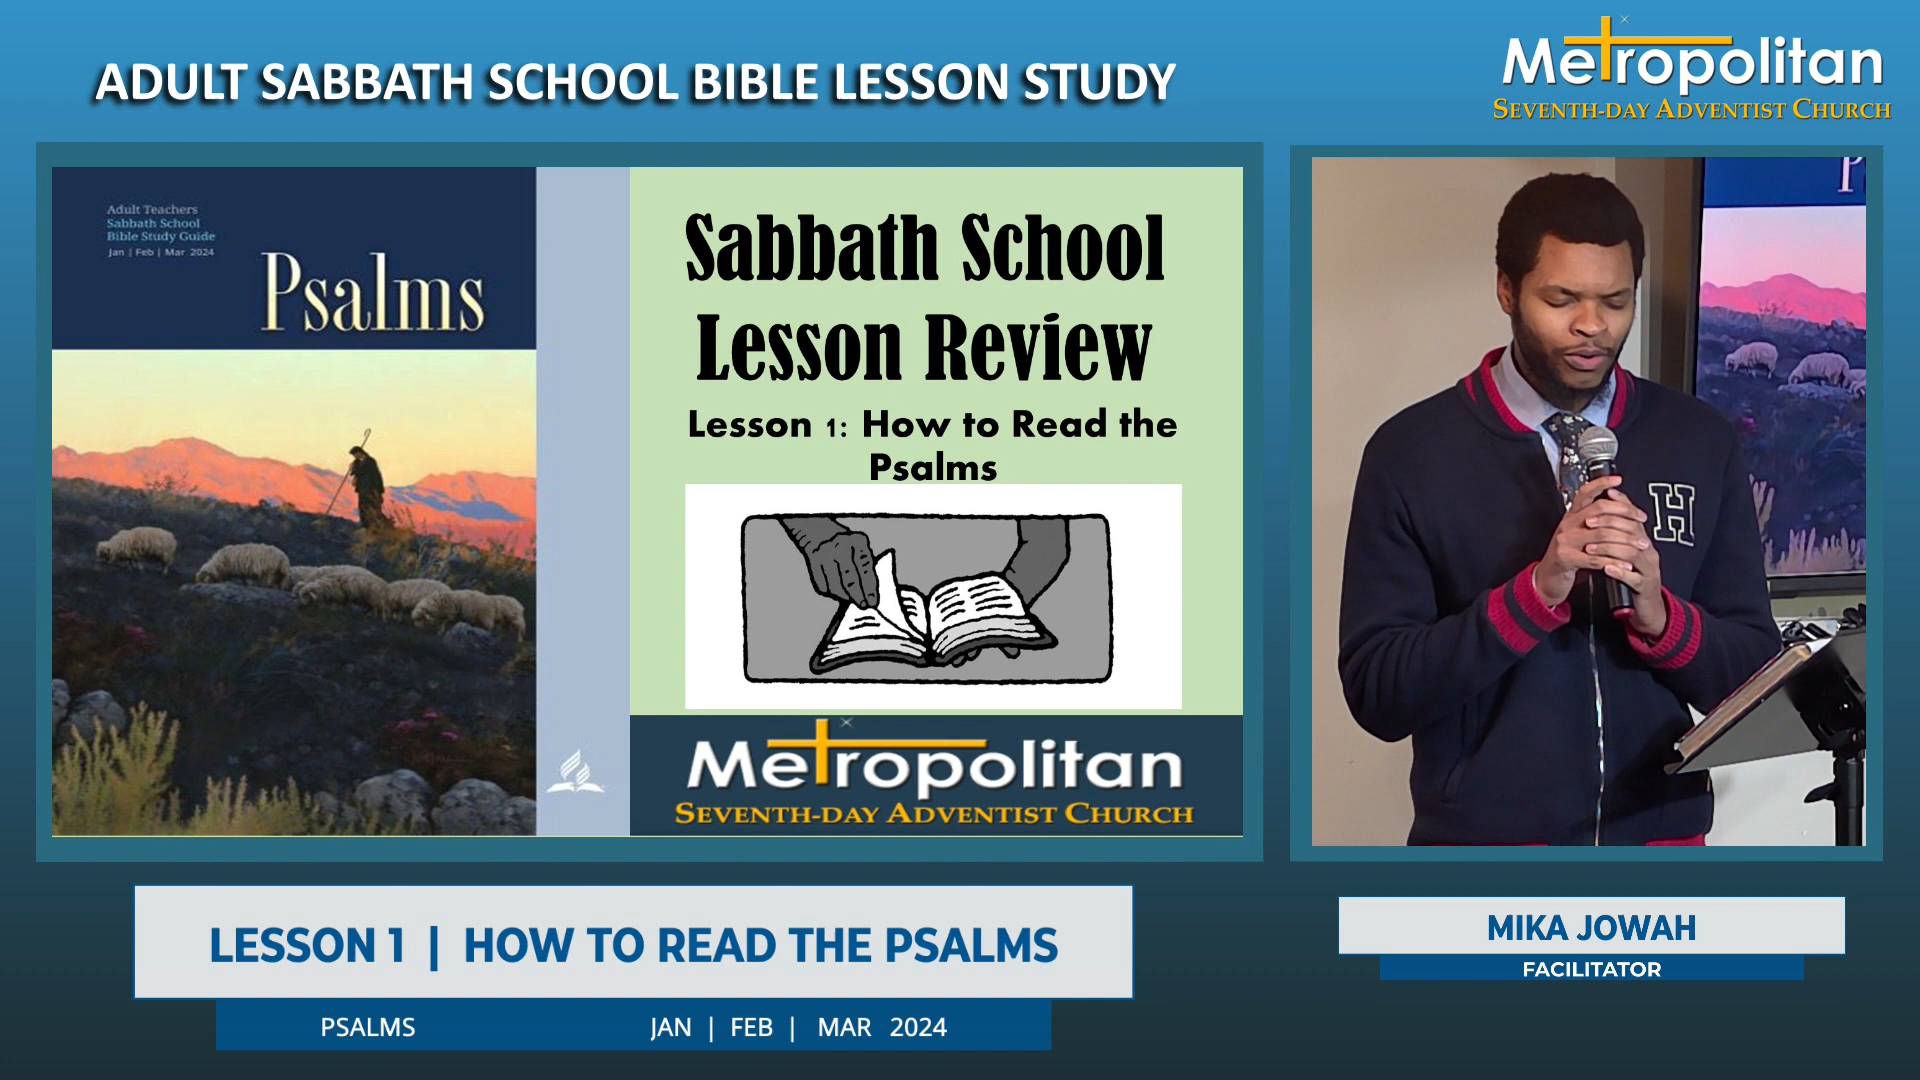 ADULT SABBATH SCHOOL BIBLE LESSON STUDY
Metropolitan
SEVENTH-DAY ADVENTIST CHURCH
Adult Teachers
Sabbath School
Bible Study Guide
Jan | Feb | Mar 2024
Psalms
Sabbath School
Lesson Review
Lesson 1: How to Read the
Psalms
Metropolitan
SEVENTH-DAY ADVENTIST CHURCH
P
H
LESSON 1 | HOW TO READ THE PSALMS
PSALMS JAN | FEB | MAR 2024
MIKA JOWAH
FACILITATOR